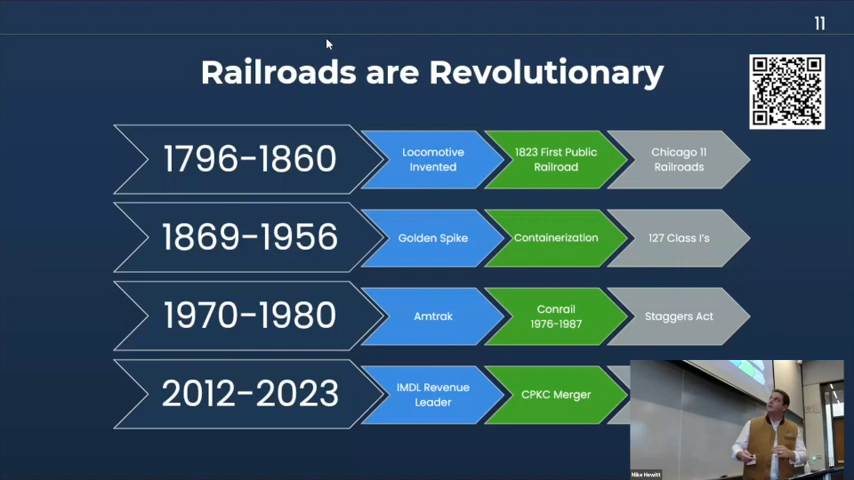 11
Railroads are Revolutionary
1796-1860
Locomotive
Invented
1823 First Public
Railroad
Chicago 11
Railroads
1869-1956
Golden Spike
Containerization
127 Class I's
1970-1980
Amtrak
Conrail
1976-1987
Staggers Act
2012-2023
IMDL Revenue
Leader
CPKC Merger
Mike Hewitt